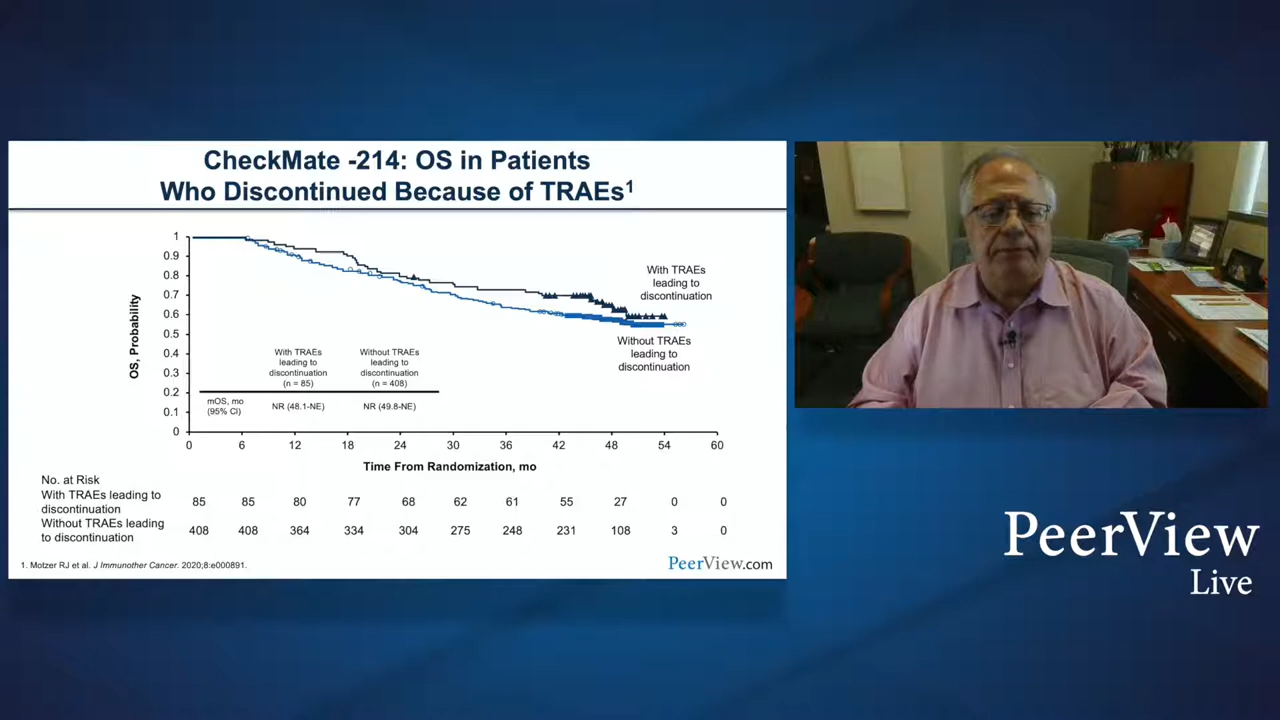 CheckMate -214: OS in Patients
Who Discontinued Because of TRAEs1
OS, Probability
1
0.9
0.8
0.7
0.6
0.5
0.4
0.3
0.2
0.1
0
With TRAEs
leading to
discontinuation
Without TRAEs
leading to
discontinuation
With TRAEs
leading to
discontinuation
(n = 85)
Without TRAEs
leading to
discontinuation
(n = 408)
mOS, mo
(95% CI)
NR (48.1-NE)
NR (49.8-NE)
0 6 12 18 24 30 36 42 48 54 60
Time From Randomization, mo
No. at Risk
With TRAEs leading to
discontinuation
85 85 80 77 68 62 61 55 27 0 0
Without TRAEs leading
to discontinuation
408 408 364 334 304 275 248 231 108 3 0
1. Motzer RJ et al. J Immunother Cancer. 2020;8:e000891.
PeerView.com
PeerView
Live